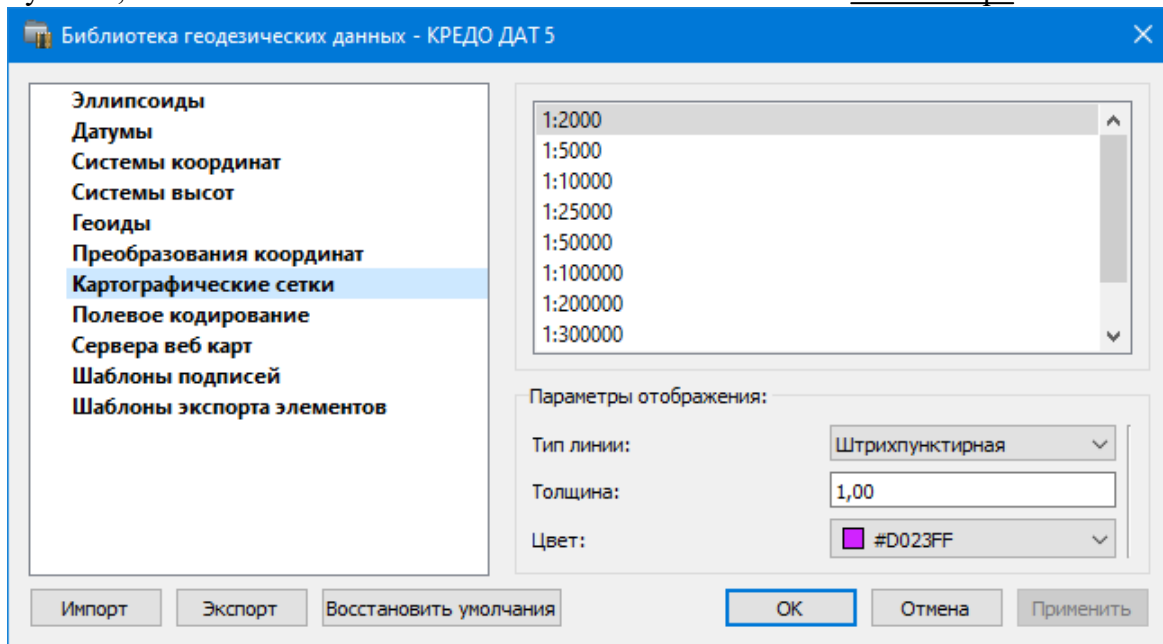 Библиотека геодезических данных - КРЕДО ДАТ 5
Эллипсоиды
Датумы
Системы координат
Системы высот
Геоиды
Преобразования координат
Картографические сетки
Полевое кодирование
Сервера веб карт
Шаблоны подписей
Шаблоны экспорта элементов
1:2000
1:5000
1:10000
1:25000
1:50000
1:100000
1:200000
1:300000
Параметры отображения:
Тип линии: Штрихпунктирная
Толщина: 1,00
Цвет: #D023FF
Импорт Экспорт Восстановить умолчания ОК Отмена Применить